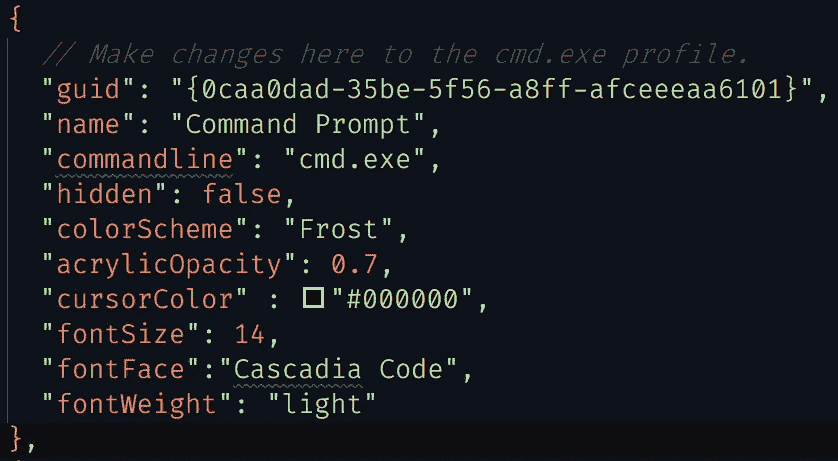 {
// Make changes here to the cmd.exe profile.
"guid": "{0caa0dad-35be-5f56-a8ff-afceeeaa6101}",
"name": "Command Prompt",
"commandline": "cmd.exe",
"hidden": false,
"colorScheme": "Frost",
"acrylicOpacity": 0.7,
"cursorColor" : "#000000",
"fontSize": 14,
"fontFace":"Cascadia Code",
"fontWeight": "light"
},